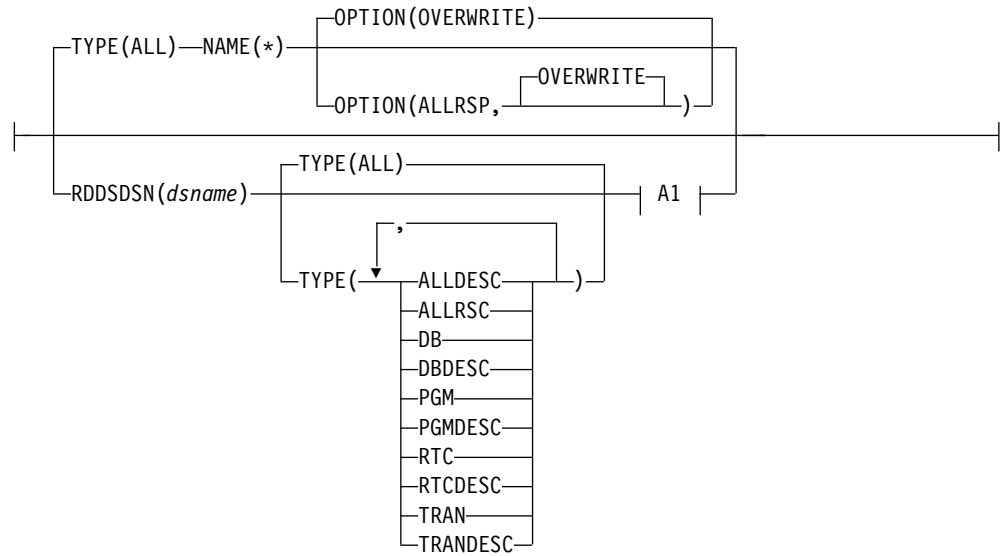 OPTION(OVERWRITE)
TYPE(ALL) NAME(*)
OVERWRITE
OPTION(ALLRSP, )
TYPE(ALL)
RDDSDSN(dsname) A1
,
TYPE( ALLDESC )
ALLRSC
DB
DBDESC
PGM
PGMDESC
RTC
RTCDESC
TRAN
TRANDESC